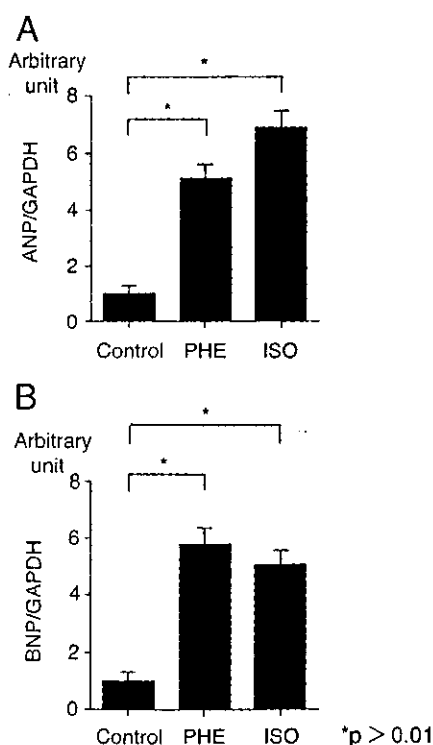 A
Arbitrary
unit
*
*
8
6
4
2
0
ANP/GAPDH
Control PHE ISO
B
Arbitrary
unit
*
*
8
6
4
2
0
BNP/GAPDH
Control PHE ISO
*p > 0.01